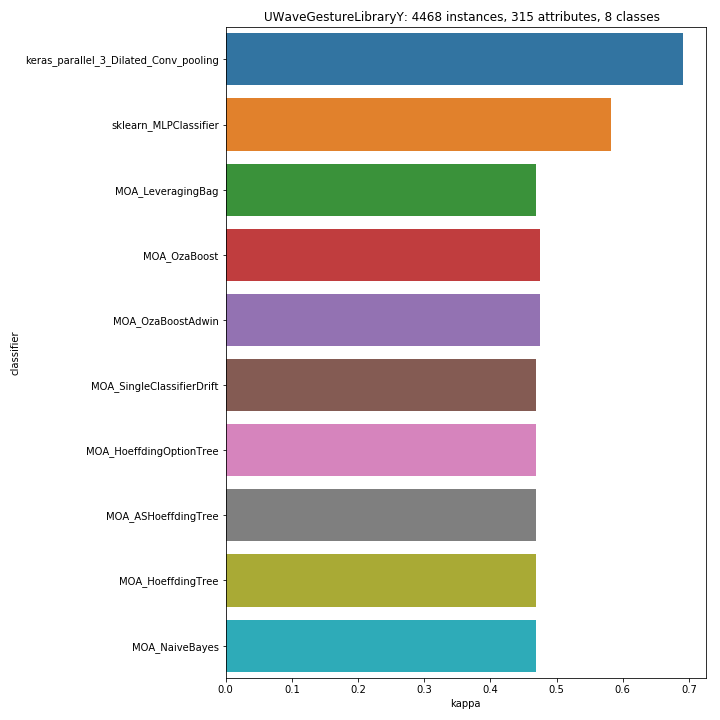 UWaveGestureLibraryY: 4468 instances, 315 attributes, 8 classes
keras_parallel_3_Dilated_Conv_pooling
sklearn_MLPClassifier
MOA_LeveragingBag
MOA_OzaBoost
MOA_OzaBoostAdwin
MOA_SingleClassifierDrift
MOA_HoeffdingOptionTree
MOA_ASHoeffdingTree
MOA_HoeffdingTree
MOA_NaiveBayes
classifier
0.0 0.1 0.2 0.3 0.4 0.5 0.6 0.7
kappa